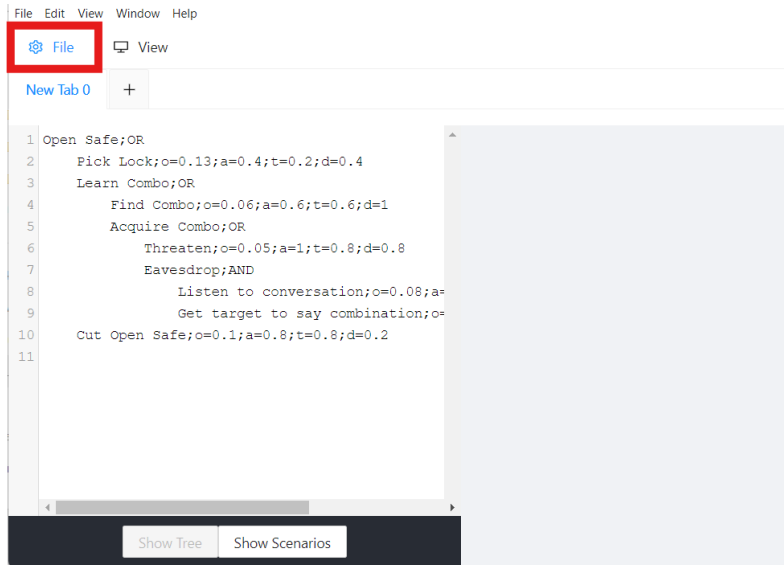 File Edit View Window Help
File View
New Tab 0 +
1 Open Safe;OR
2 Pick Lock;o=0.13;a=0.4;t=0.2;d=0.4
3 Learn Combo;OR
4 Find Combo;o=0.06;a=0.6;t=0.6;d=1
5 Acquire Combo;OR
6 Threaten;o=0.05;a=1;t=0.8;d=0.8
7 Eavesdrop;AND
8 Listen to conversation;o=0.08;a=
9 Get target to say combination;o=
10 Cut Open Safe;o=0.1;a=0.8;t=0.8;d=0.2
11
Show Tree Show Scenarios